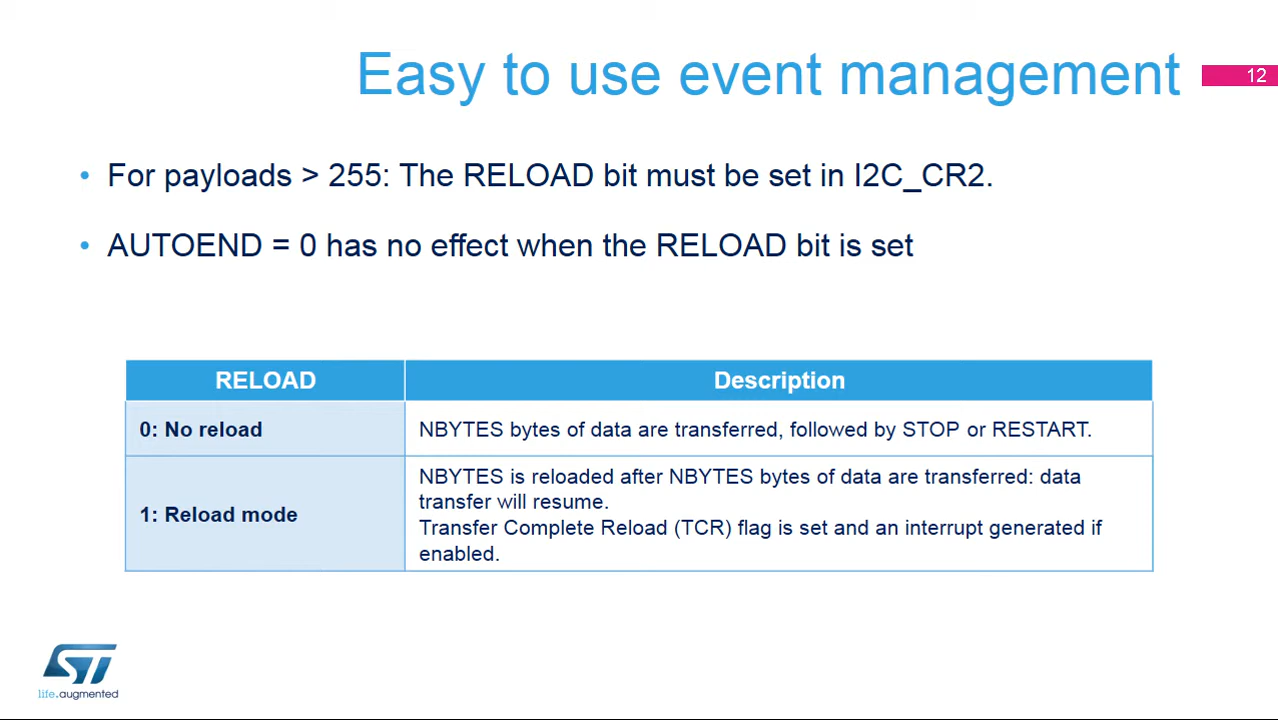 Easy to use event management
12
• For payloads > 255: The RELOAD bit must be set in I2C_CR2.
• AUTOEND = 0 has no effect when the RELOAD bit is set
RELOAD Description
0: No reload NBYTES bytes of data are transferred, followed by STOP or RESTART.
1: Reload mode NBYTES is reloaded after NBYTES bytes of data are transferred: data
transfer will resume.
Transfer Complete Reload (TCR) flag is set and an interrupt generated if
enabled.
ST
life.augmented